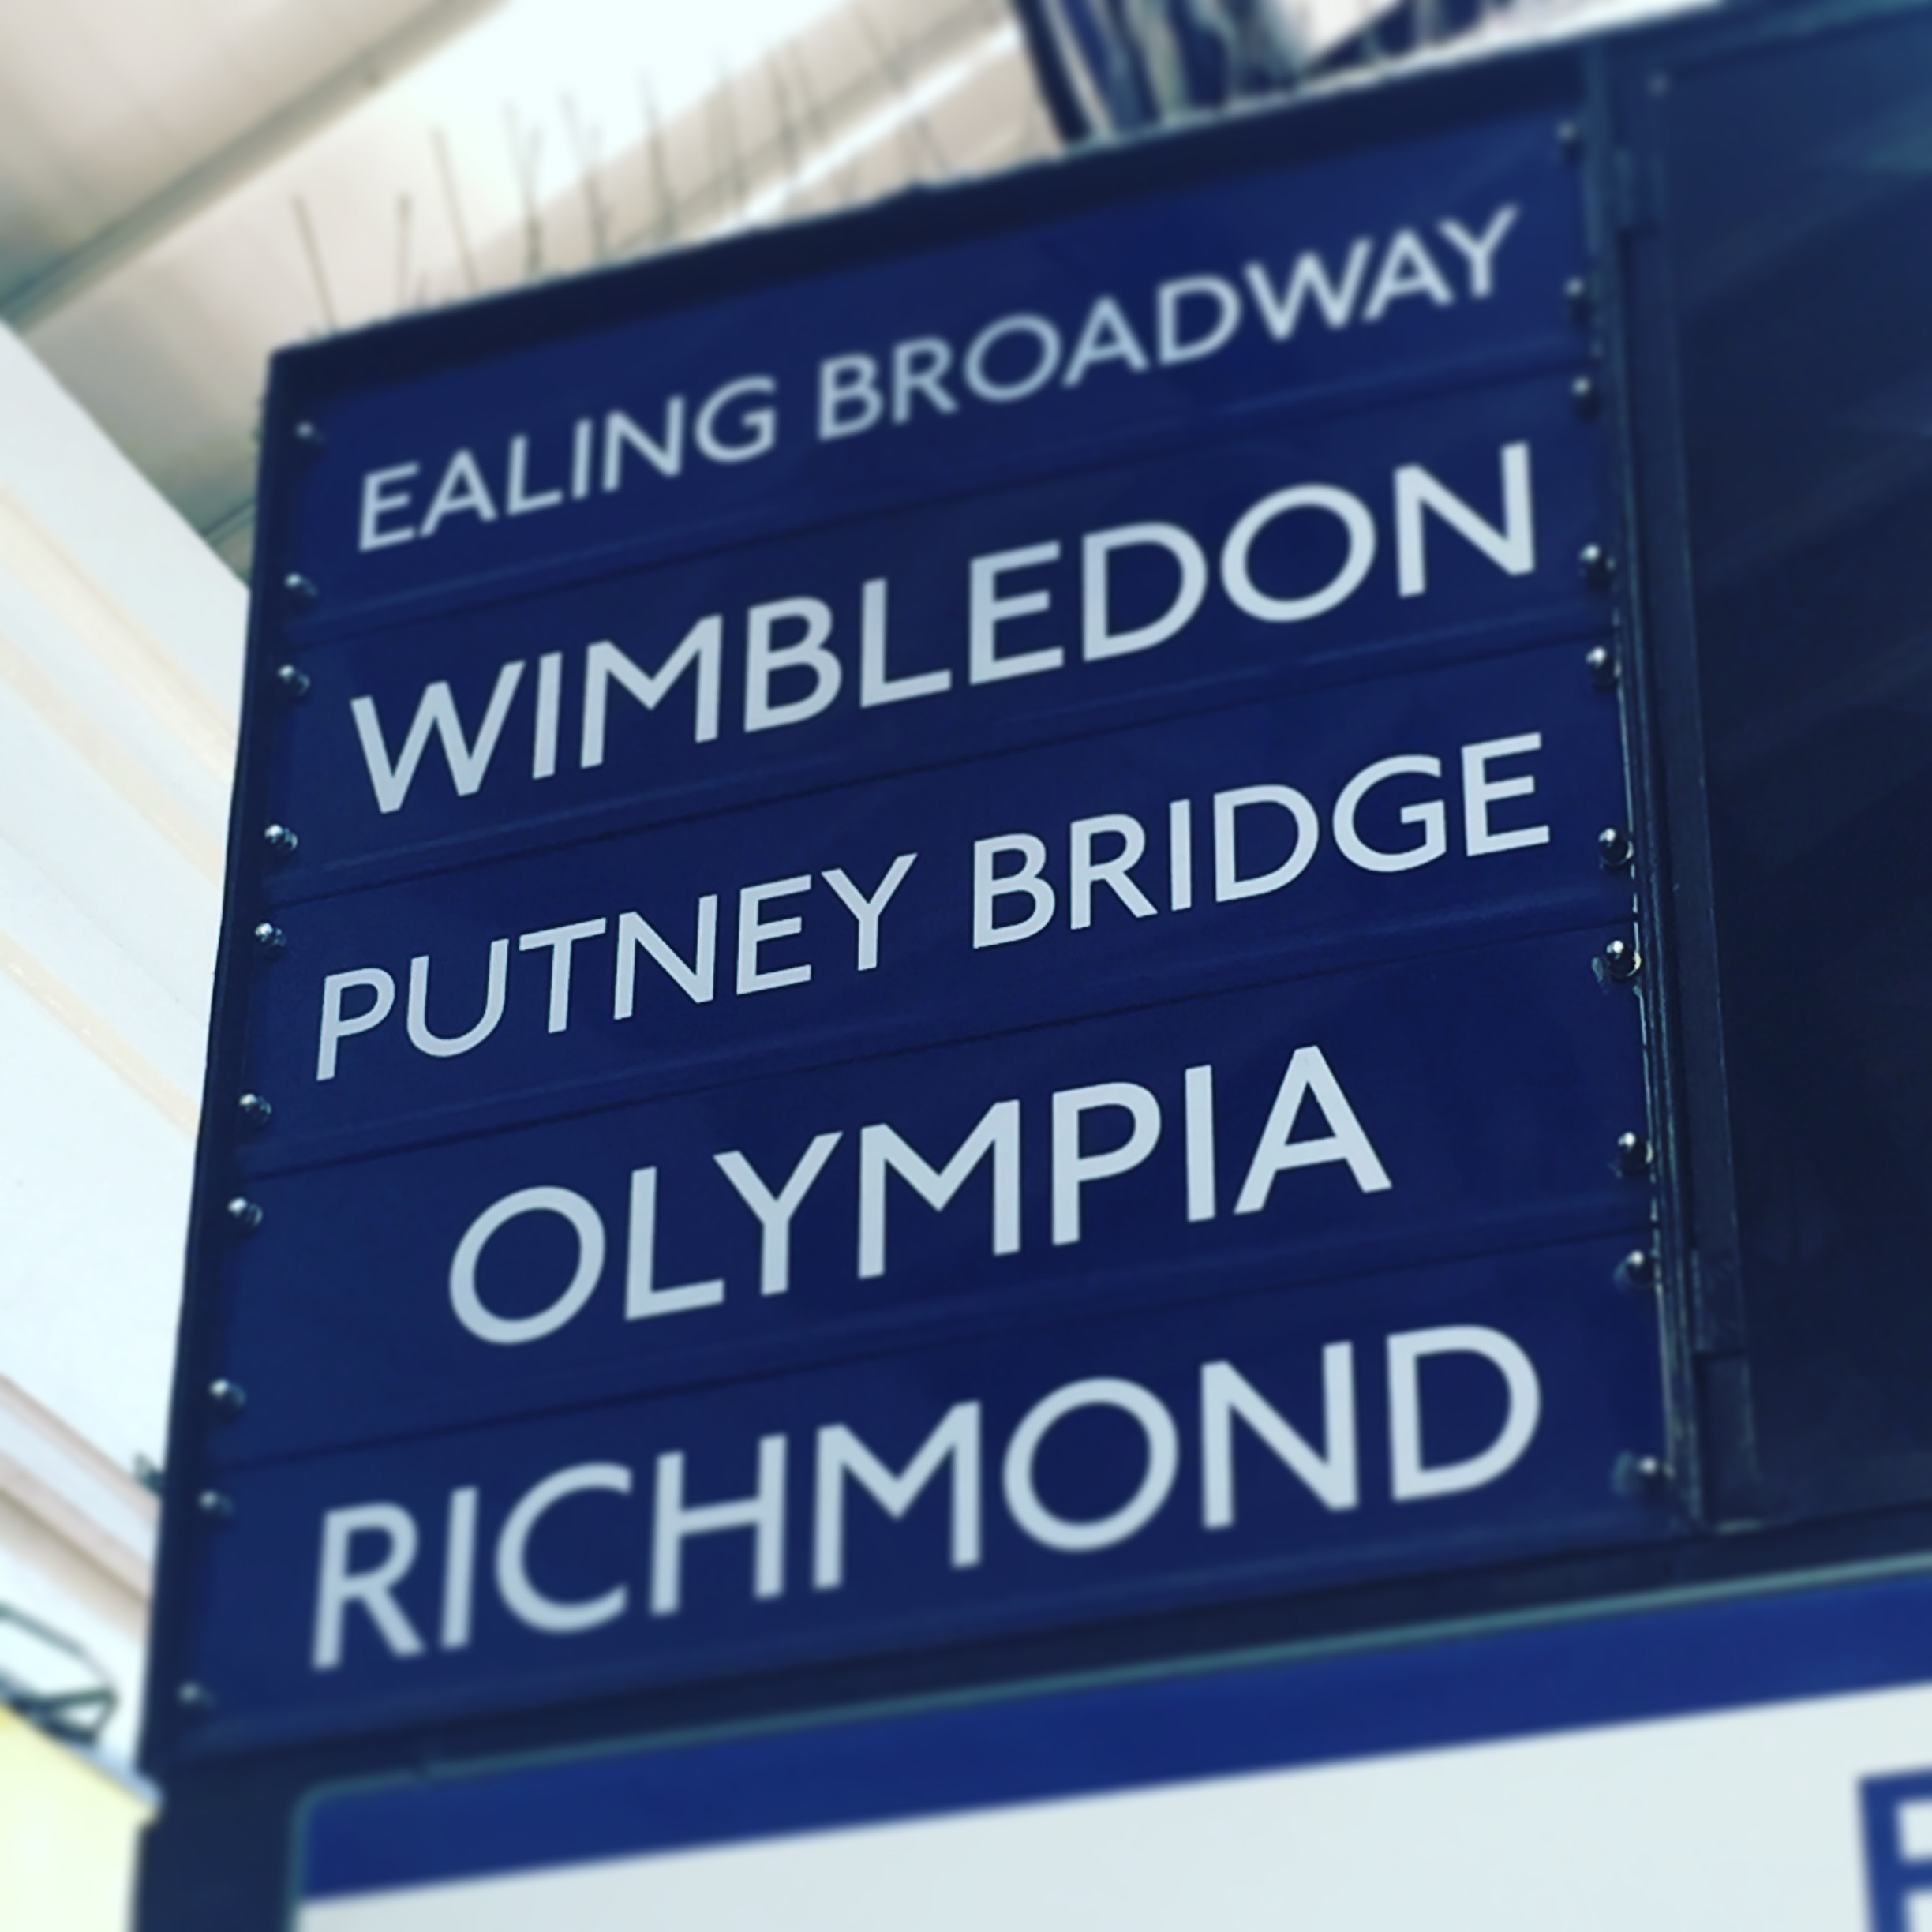 EALING BROADWAY
WIMBLEDON
PUTNEY BRIDGE
OLYMPIA
RICHMOND